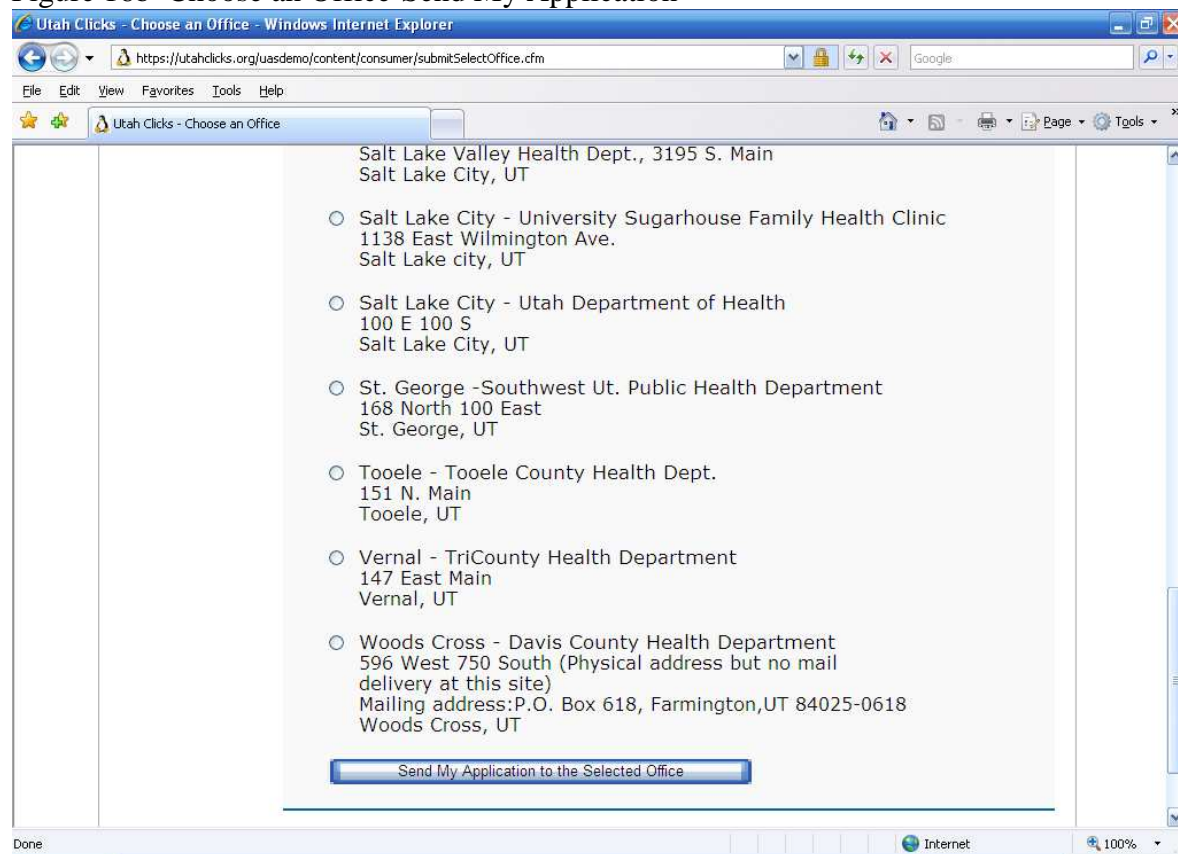 Figure 103 Choose an Office-Send My Application
Utah Clicks - Choose an Office - Windows Internet Explorer
https://utahclicks.org/uasdemo/content/consumer/submitSelectOffice.cfm
Google
File Edit View Favorites Tools Help
Utah Clicks - Choose an Office
Page Tools »
Salt Lake Valley Health Dept., 3195 S. Main
Salt Lake City, UT
Salt Lake City - University Sugarhouse Family Health Clinic
1138 East Wilmington Ave.
Salt Lake city, UT
Salt Lake City - Utah Department of Health
100 E 100 S
Salt Lake City, UT
St. George -Southwest Ut. Public Health Department
168 North 100 East
St. George, UT
Tooele - Tooele County Health Dept.
151 N. Main
Tooele, UT
Vernal - TriCounty Health Department
147 East Main
Vernal, UT
Woods Cross - Davis County Health Department
596 West 750 South (Physical address but no mail
delivery at this site)
Mailing address:P.O. Box 618, Farmington,UT 84025-0618
Woods Cross, UT
Send My Application to the Selected Office
Done
Internet
100%